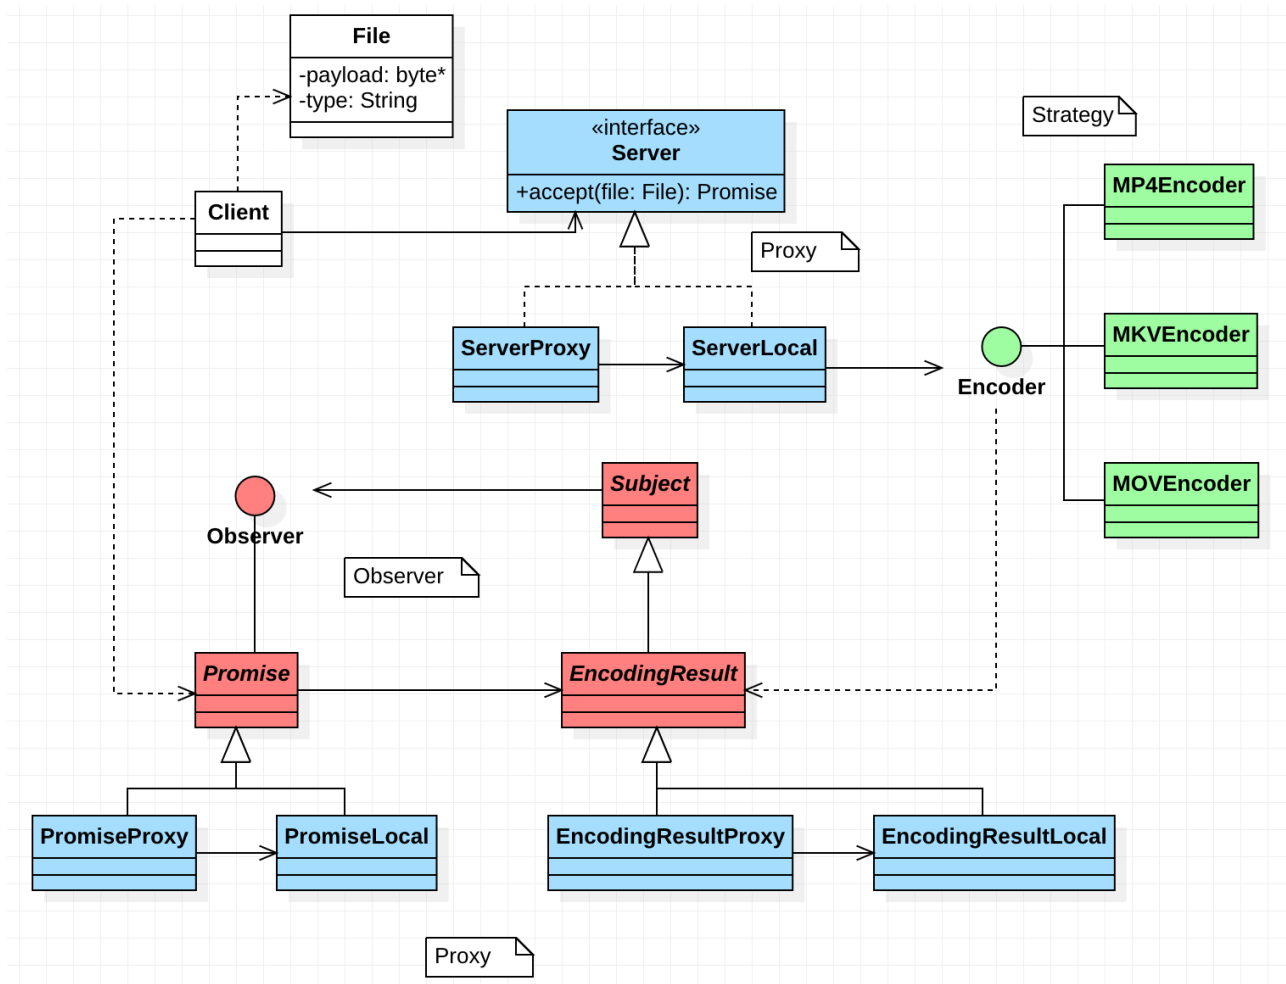 File
-payload: byte*
-type: String
Strategy
«interface»
Server
+accept(file: File): Promise
MP4Encoder
Client
Proxy
ServerProxy
ServerLocal
MKVEncoder
Encoder
Subject
MOVEncoder
Observer
Observer
Promise
EncodingResult
PromiseProxy
PromiseLocal
EncodingResultProxy
EncodingResultLocal
Proxy